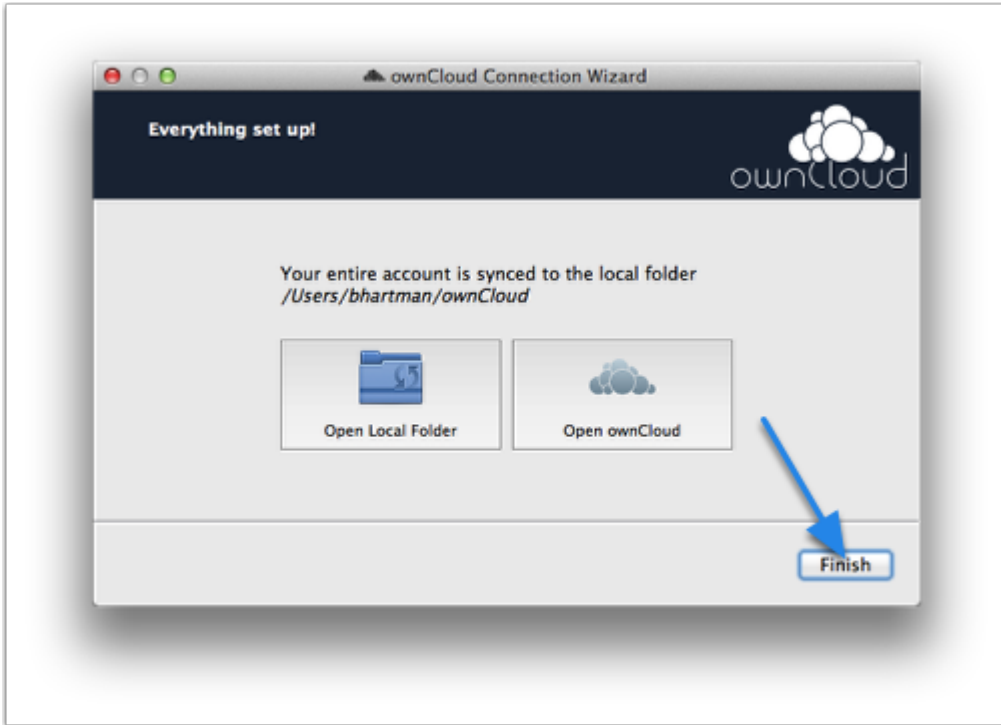 ownCloud Connection Wizard
Everything set up!
ownCloud
Your entire account is synced to the local folder
/Users/bhartman/ownCloud
Open Local Folder
Open ownCloud
Finish